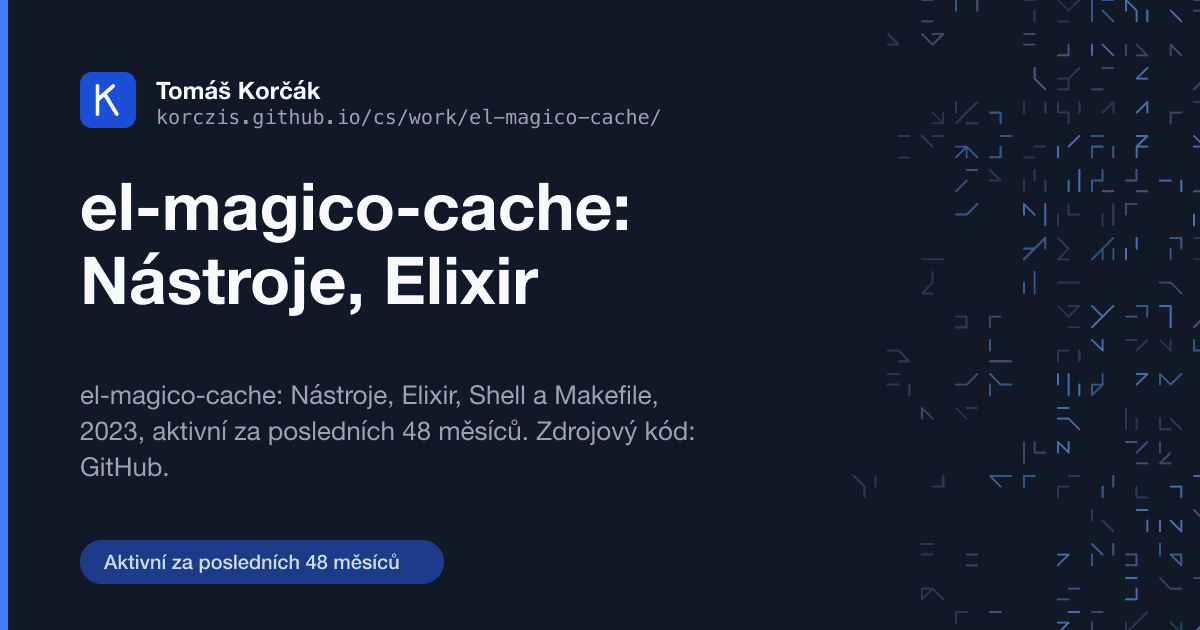 K
Tomáš Korčák
korczis.github.io/cs/work/el-magico-cache/
el-magico-cache:
Nástroje, Elixir
el-magico-cache: Nástroje, Elixir, Shell a Makefile,
2023, aktivní za posledních 48 měsíců. Zdrojový kód:
GitHub.
Aktivní za posledních 48 měsíců